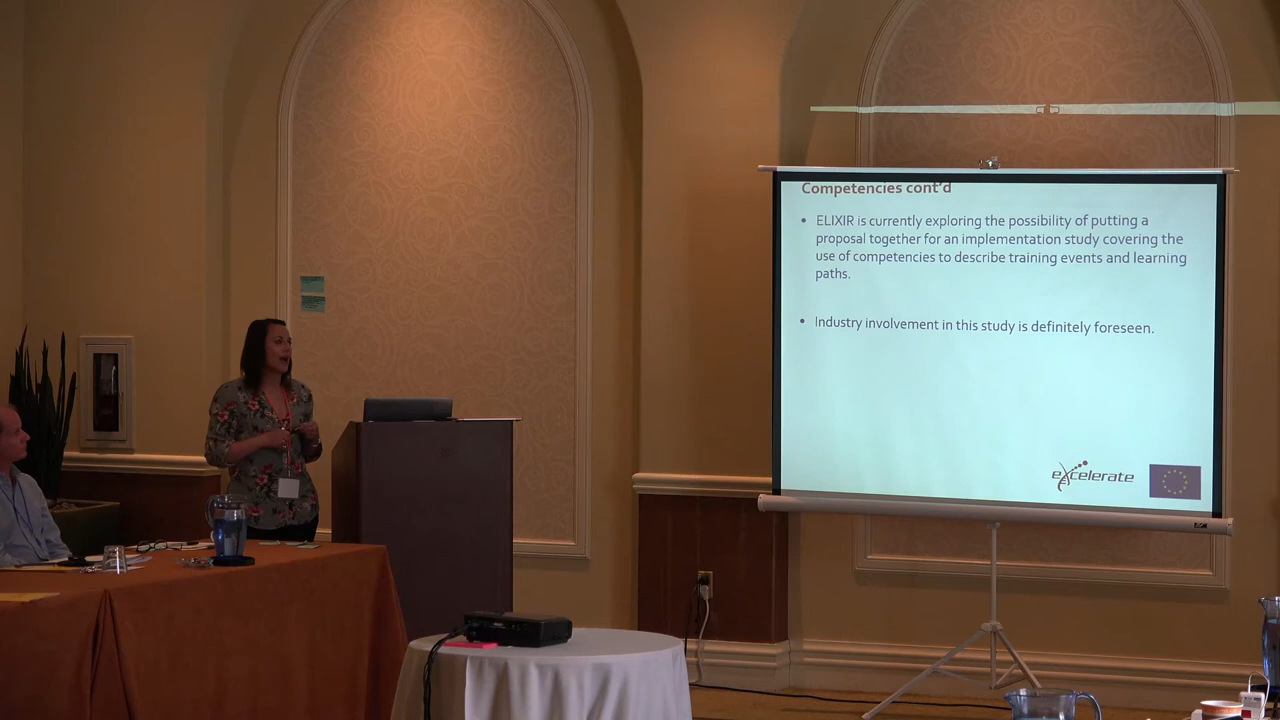 Competencies cont'd
• ELIXIR is currently exploring the possibility of putting a
proposal together for an implementation study covering the
use of competencies to describe training events and learning
paths.
• Industry involvement in this study is definitely foreseen.
excelerate